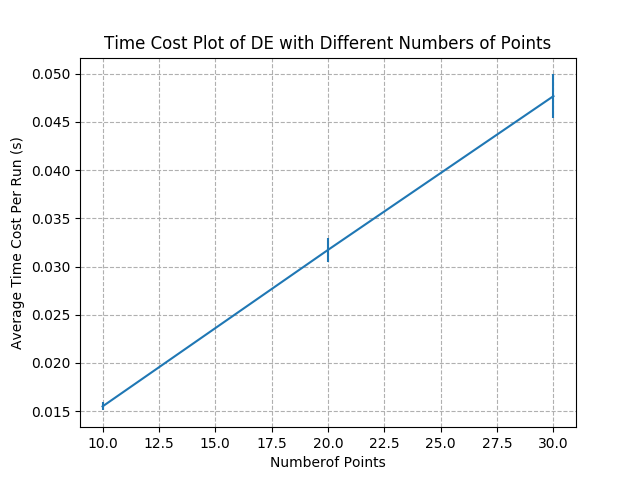 Time Cost Plot of DE with Different Numbers of Points
0.050
0.045
0.040
0.035
0.030
0.025
0.020
0.015
Average Time Cost Per Run (s)
10.0 12.5 15.0 17.5 20.0 22.5 25.0 27.5 30.0
Numberof Points